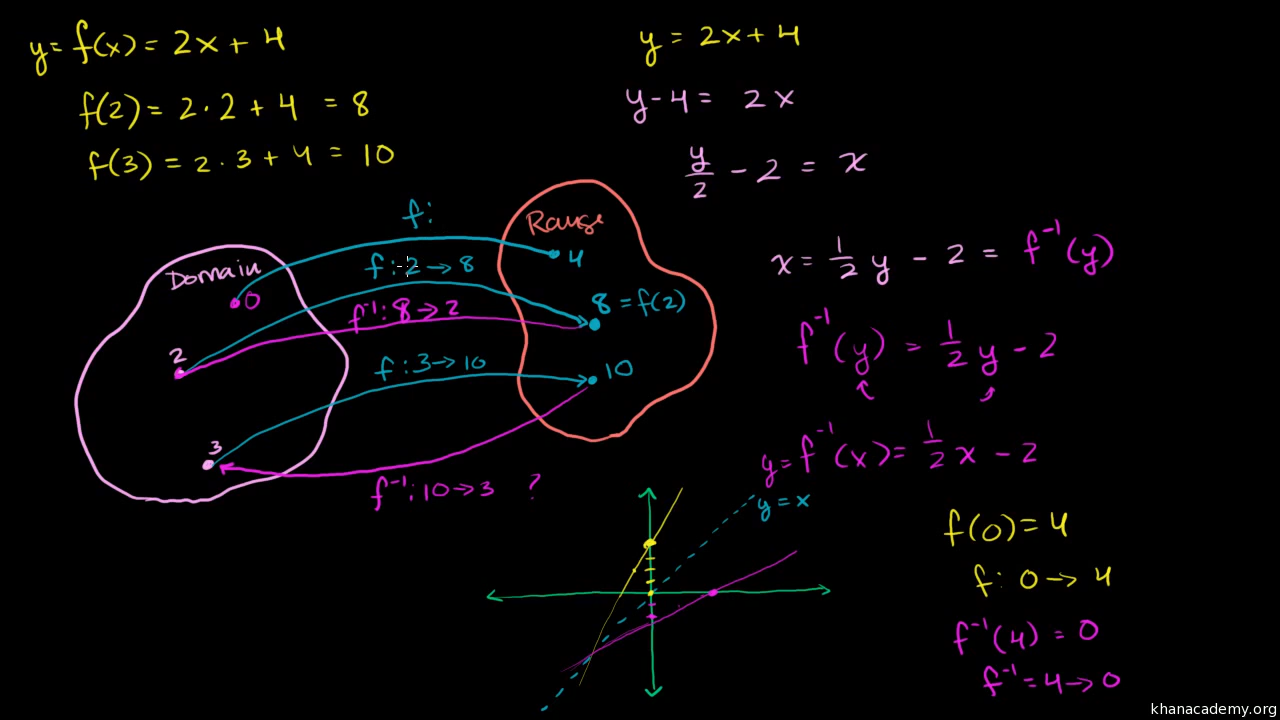 y = f(x) = 2x + 4
f(2) = 2 · 2 + 4 = 8
f(3) = 2 · 3 + 4 = 10
y = 2x + 4
y - 4 = 2x
y/2 - 2 = x
x = 1/2 y - 2 = f⁻¹(y)
f⁻¹(y) = 1/2 y - 2
y = f⁻¹(x) = 1/2 x - 2
f:
Domain
Range
0
4
f : 2 → 8
8 = f(2)
f⁻¹ : 8 → 2
2
f : 3 → 10
10
3
f⁻¹ : 10 → 3 ?
y = x
f(0) = 4
f : 0 → 4
f⁻¹(4) = 0
f⁻¹ = 4 → 0
khanacademy.org